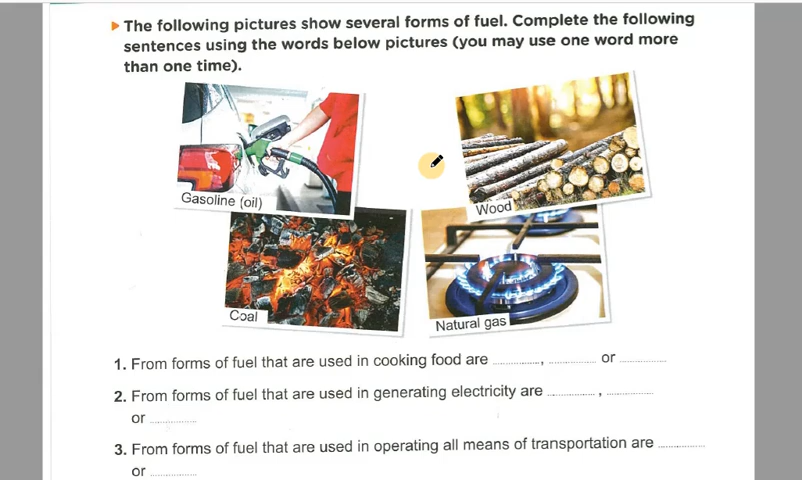 The following pictures show several forms of fuel. Complete the following
sentences using the words below pictures (you may use one word more
than one time).
Gasoline (oil)
Wood
Coal
Natural gas
1. From forms of fuel that are used in cooking food are ............, ............ or ............
2. From forms of fuel that are used in generating electricity are ............, ............
or ............
3. From forms of fuel that are used in operating all means of transportation are ............
or ............